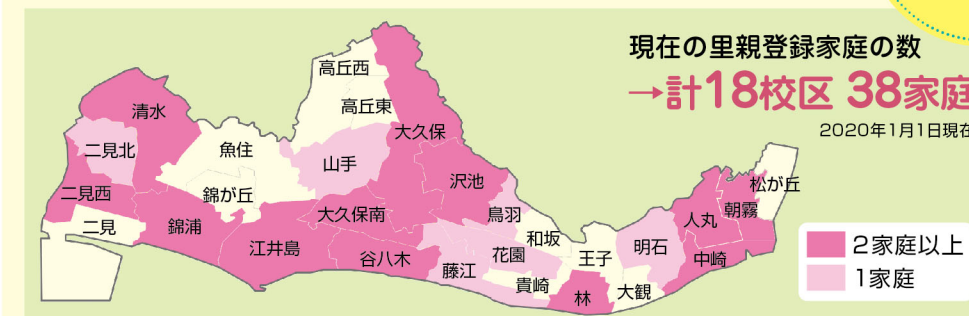 現在の里親登録家庭の数
→計18校区 38家庭
2020年1月1日現在
高丘西
高丘東
清水
大久保
二見北
魚住
山手
沢池
松が丘
二見西
錦が丘
朝霧
二見
錦浦
大久保南
鳥羽
人丸
江井島
和坂
王子
明石
谷八木
藤江
花園
中崎
貴崎
林
大観
2家庭以上
1家庭